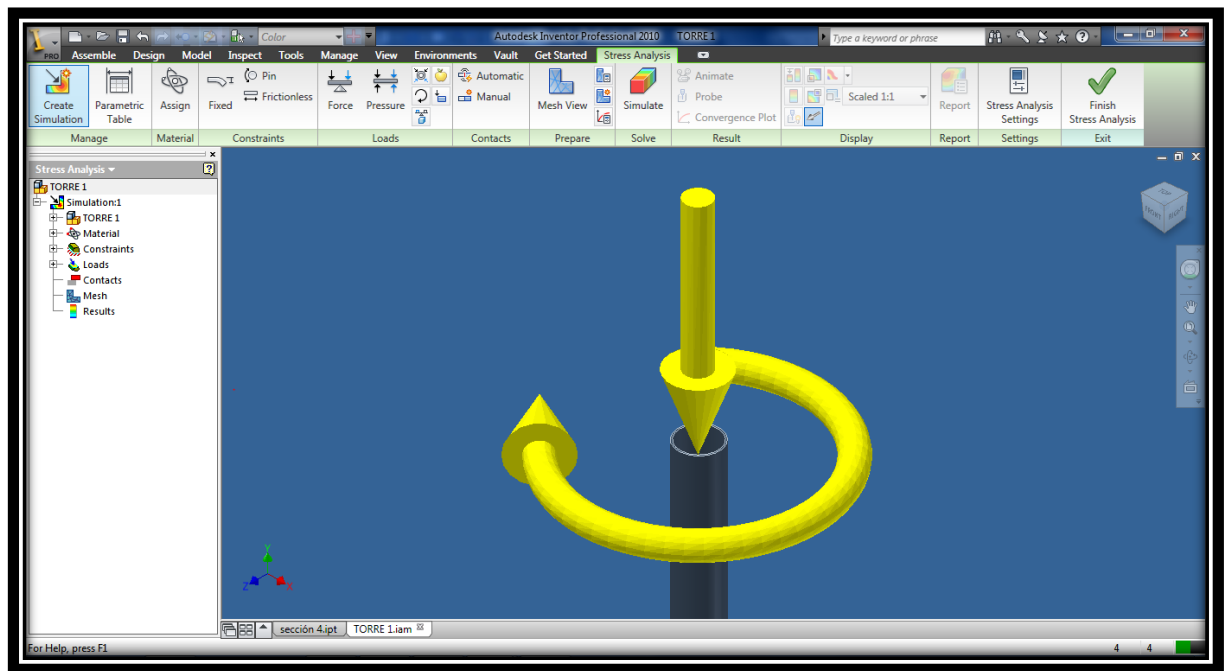 Color
Autodesk Inventor Professional 2010 TORRE 1
Type a keyword or phrase
PRO Assemble Design Model Inspect Tools Manage View Environments Vault Get Started Stress Analysis
Create Simulation
Parametric Table
Assign
Fixed
Pin
Frictionless
Force
Pressure
Automatic
Manual
Mesh View
Simulate
Animate
Probe
Convergence Plot
Scaled 1:1
Report
Stress Analysis Settings
Finish Stress Analysis
Manage Material Constraints Loads Contacts Prepare Solve Result Display Report Settings Exit
Stress Analysis
TORRE 1
Simulation:1
TORRE 1
Material
Constraints
Loads
Contacts
Mesh
Results
TOP
FRONT RIGHT
Y
Z X
sección 4.ipt TORRE 1.iam
For Help, press F1 4 4